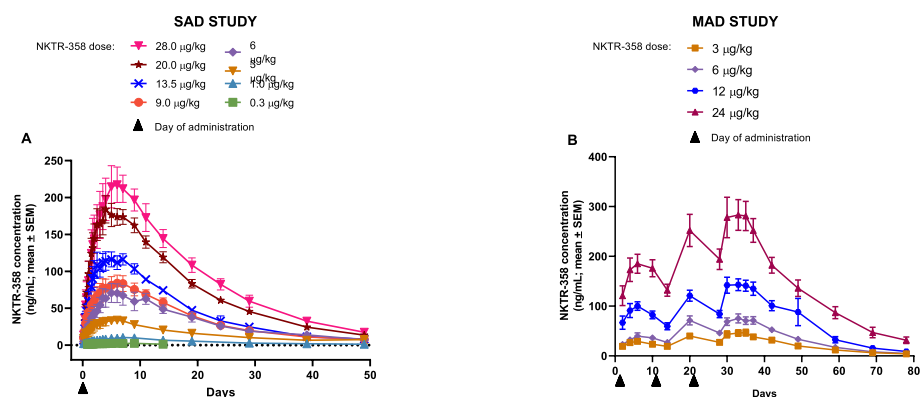 SAD STUDY
NKTR-358 dose:
28.0 µg/kg
20.0 µg/kg
13.5 µg/kg
9.0 µg/kg
6 µg/kg
3 µg/kg
1.0 µg/kg
0.3 µg/kg
Day of administration
A
NKTR-358 concentration
(ng/mL; mean ± SEM)
250
200
150
100
50
0
0 10 20 30 40 50
Days
MAD STUDY
NKTR-358 dose:
3 µg/kg
6 µg/kg
12 µg/kg
24 µg/kg
Day of administration
B
NKTR-358 concentration
(ng/mL; mean ± SEM)
400
300
200
100
0
0 10 20 30 40 50 60 70 80
Days